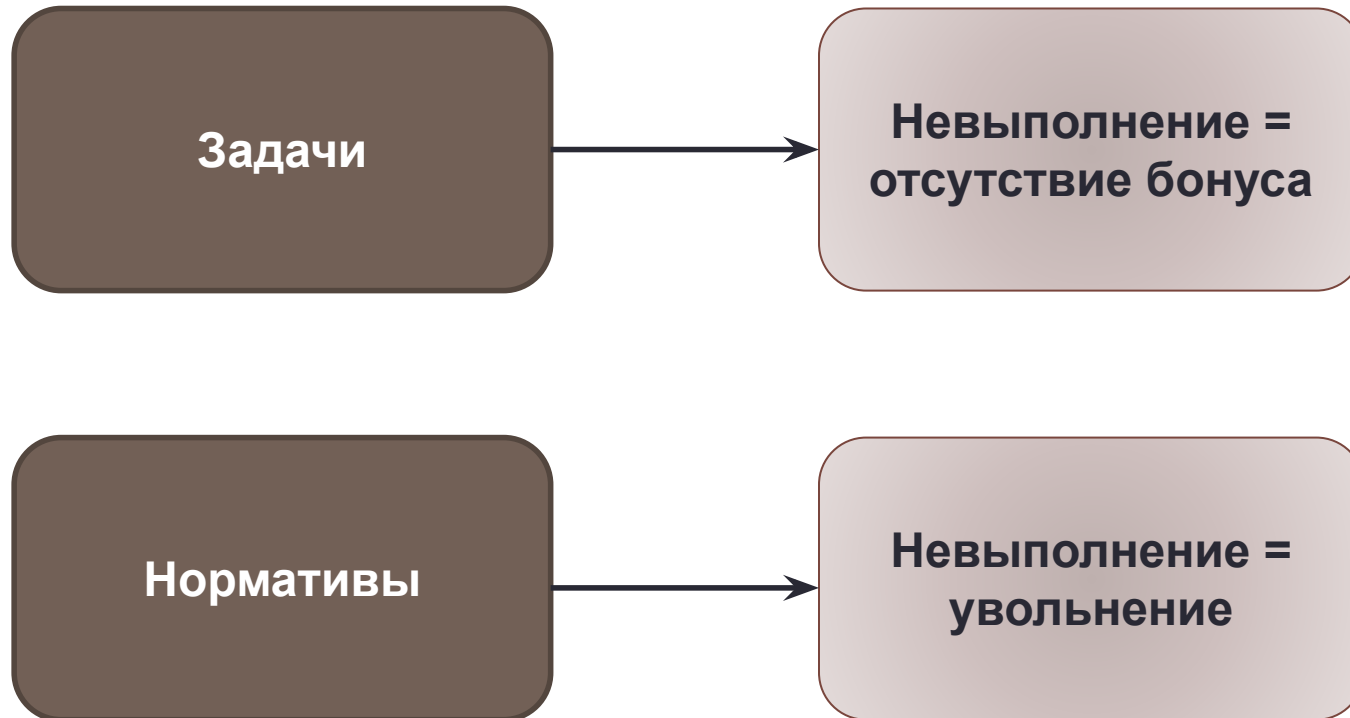 Задачи
Невыполнение =
отсутствие бонуса
Нормативы
Невыполнение =
увольнение